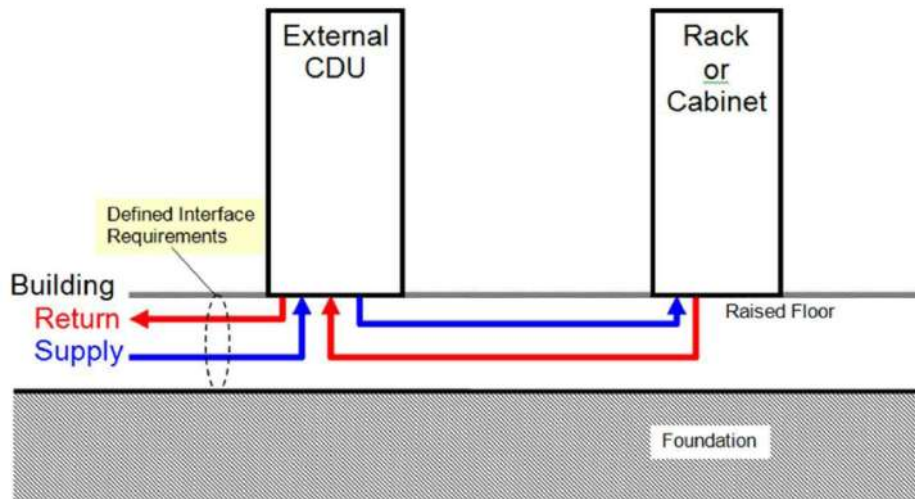 External
CDU
Rack
or
Cabinet
Defined Interface
Requirements
Building
Return
Supply
Raised Floor
Foundation